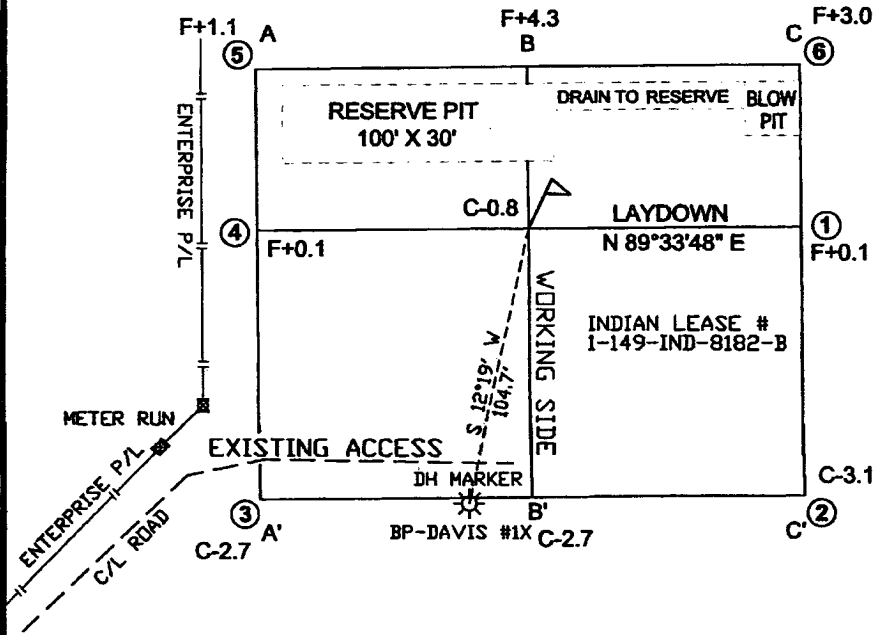 F+1.1
A
F+4.3
B
C
F+3.0
5
6
RESERVE PIT
100' X 30'
DRAIN TO RESERVE
BLOW
PIT
ENTERPRISE P/L
C-0.8
LAYDOWN
N 89°33'48" E
4
F+0.1
1
F+0.1
WORKING SIDE
INDIAN LEASE #
1-149-IND-8182-B
S 12°19' W
104.7'
METER RUN
EXISTING ACCESS
ENTERPRISE P/L
DH MARKER
C-3.1
3
A'
BP-DAVIS #1X
B'
C-2.7
C'
2
C-2.7
C/L ROAD